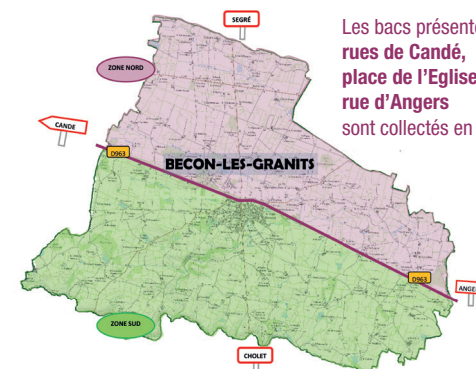 SEGRÉ
Les bacs présenté
rues de Candé,
place de l'Eglise
rue d'Angers
sont collectés en
ZONE NORD
CANDE
D963
BECON-LES-GRANITS
D963
ANGE
ZONE SUD
CHOLET